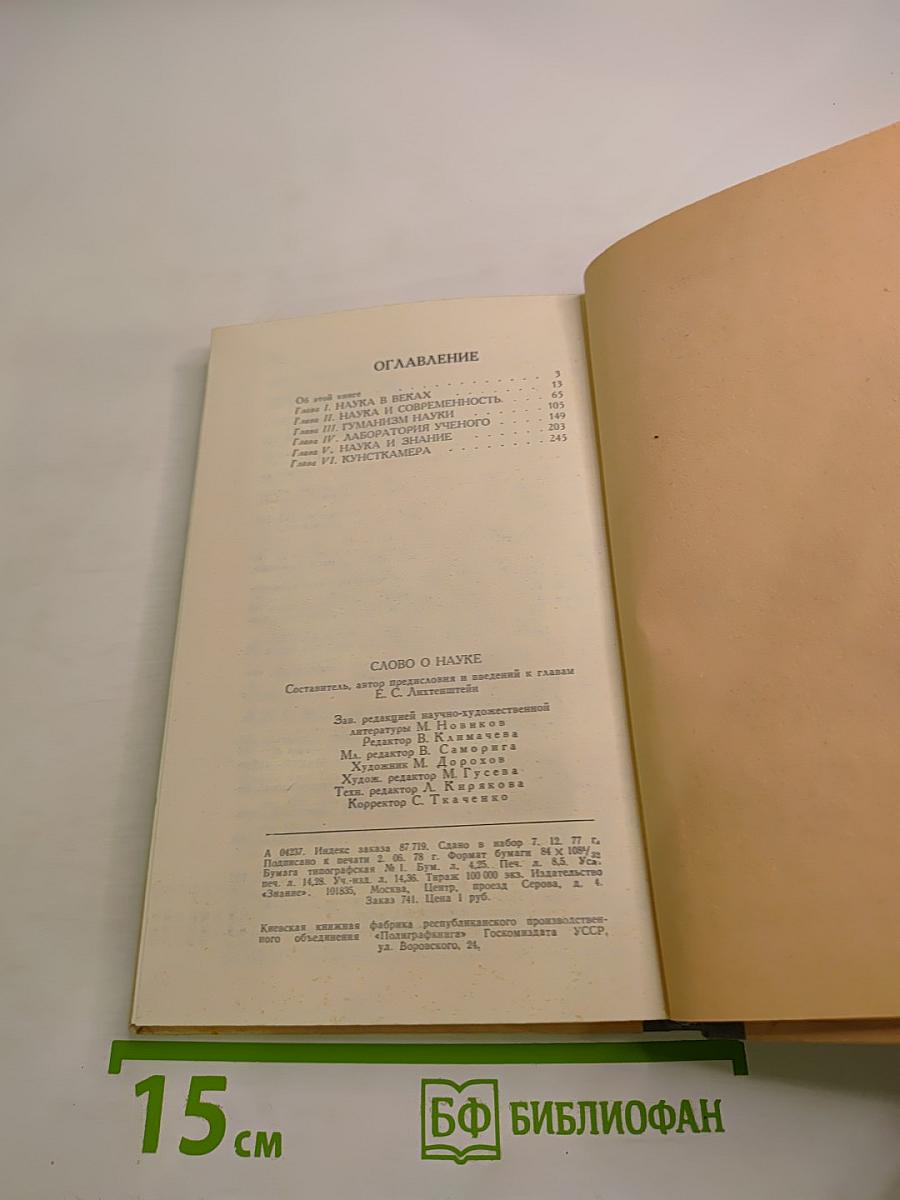 ОГЛАВЛЕНИЕ
Об этой книге . . . . . . . . . . . . 3
Глава I. НАУКА В ВЕКАХ . . . . . . 13
Глава II. НАУКА И СОВРЕМЕННОСТЬ. . . . 65
Глава III. ГУМАНИЗМ НАУКИ . . . . . 105
Глава IV. ЛАБОРАТОРИЯ УЧЕНОГО . . . . 149
Глава V. НАУКА И ЗНАНИЕ . . . . . 203
Глава VI. КУНСТКАМЕРА . . . . . . . 245
СЛОВО О НАУКЕ
Составитель, автор предисловия и введений к главам
Е. С. Лихтенштейн
Зав. редакцией научно-художественной
литературы М. Новиков
Редактор В. Климачева
Мл. редактор В. Саморига
Художник М. Дорохов
Худож. редактор М. Гусева
Техн. редактор Л. Кирякова
Корректор С. Ткаченко
А 04237. Индекс заказа 87719. Сдано в набор 7. 12. 77 г.
Подписано к печати 2. 06. 78 г. Формат бумаги 84 × 108 1/32
Бумага типографская № 1. Бум. л. 4,25. Печ. л. 8,5. Усл.
печ. л. 14,28. Уч.-изд. л. 14,36. Тираж 100 000 экз. Издательство
«Знание». 101835, Москва, Центр, проезд Серова, д. 4.
Заказ 741. Цена 1 руб.
Киевская книжная фабрика республиканского производствен-
ного объединения «Полиграфкнига» Госкомиздата УССР,
ул. Воровского, 24,
15 см
БФ БИБЛИОФАН